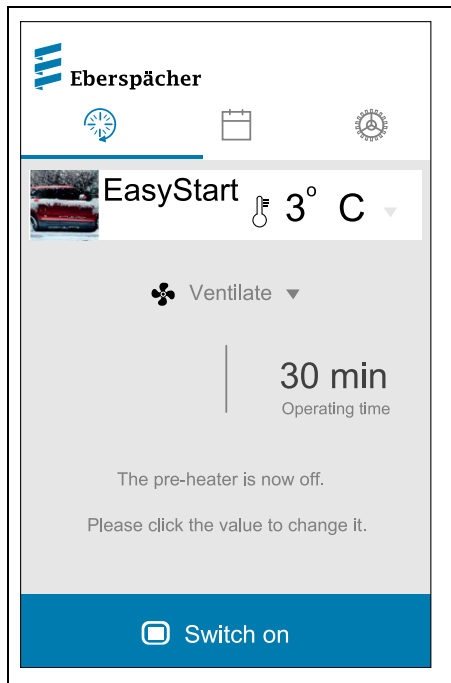 Eberspächer
EasyStart
3° C
Ventilate
30 min
Operating time
The pre-heater is now off.
Please click the value to change it.
Switch on